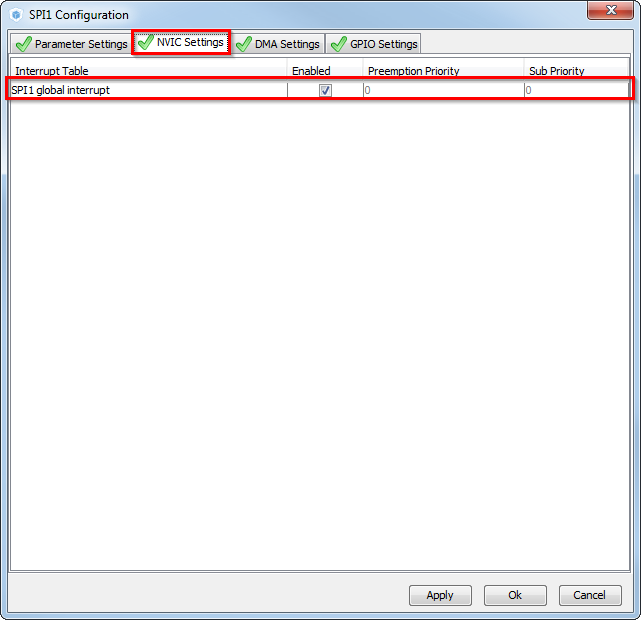 SPI1 Configuration
Parameter Settings NVIC Settings DMA Settings GPIO Settings
Interrupt Table Enabled Preemption Priority Sub Priority
SPI1 global interrupt 0 0
Apply Ok Cancel